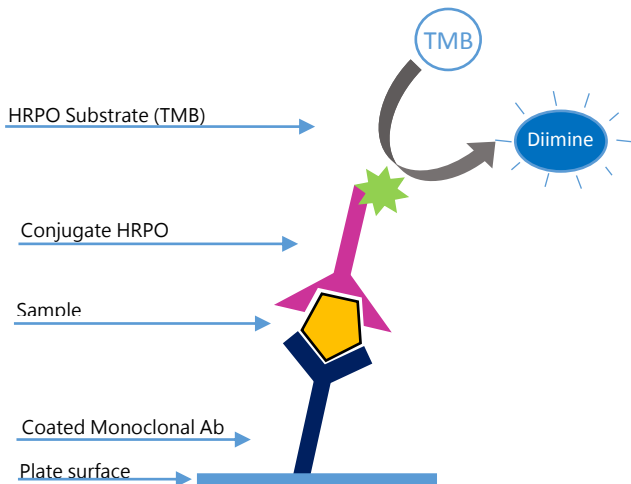 TMB
HRPO Substrate (TMB)
Diimine
Conjugate HRPO
Sample
Coated Monoclonal Ab
Plate surface